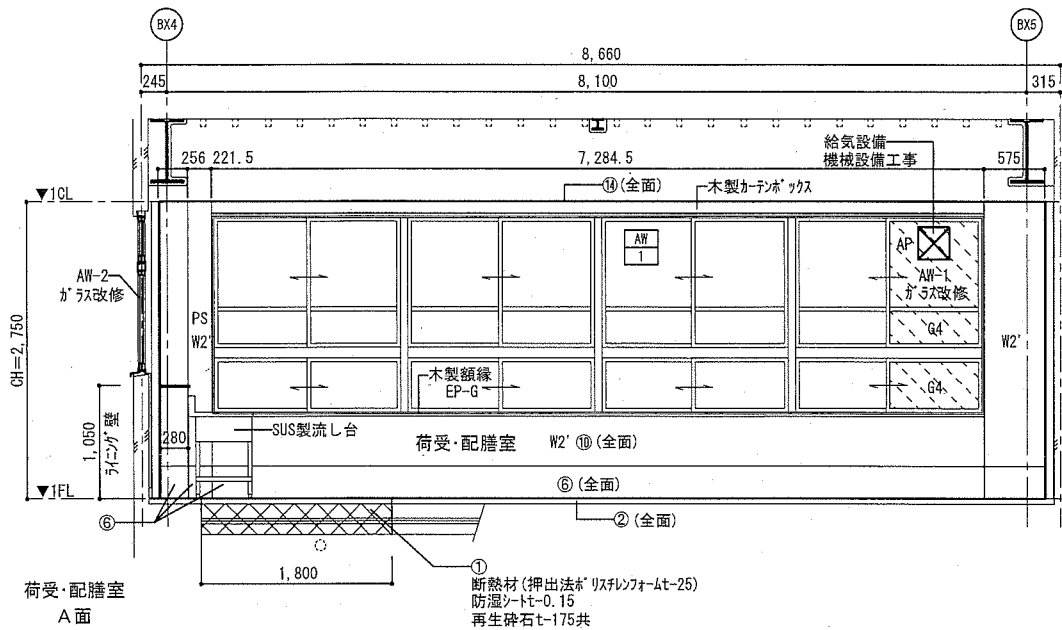 BX4
BX5
8,660
245
8,100
315
給気設備
機械設備工事
256
221.5
7,284.5
575
▼1CL
⑭(全面)
木製カーテンボックス
AW
1
AP
AW-2
ガラス改修
AW-1
ガラス改修
PS
W2'
G4
W2'
CH=2,750
木製額縁
EP-G
G4
SUS製流し台
荷受・配膳室 W2' ⑩(全面)
1,050
ライニング壁
280
⑥(全面)
▼1FL
⑥
②(全面)
1,800
①
断熱材(押出法ポリスチレンフォームt-25)
防湿シートt-0.15
再生砕石t-175共
荷受・配膳室
A面